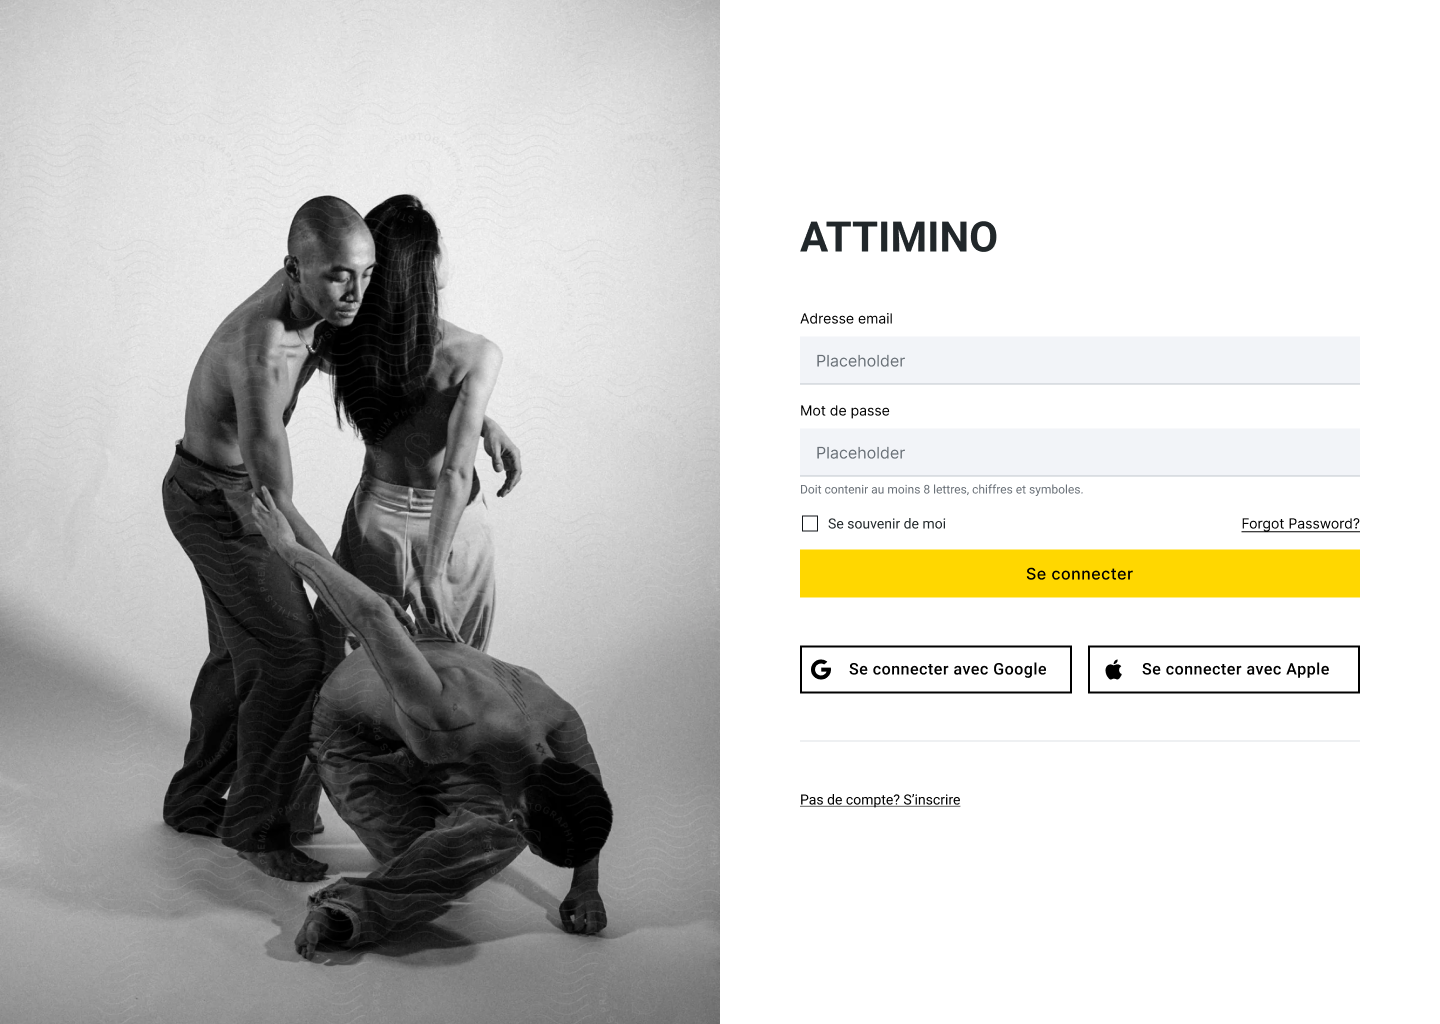 ATTIMINO
Adresse email
Placeholder
Mot de passe
Placeholder
Doit contenir au moins 8 lettres, chiffres et symboles.
Se souvenir de moi
Forgot Password?
Se connecter
Se connecter avec Google
Se connecter avec Apple
Pas de compte? S’inscrire